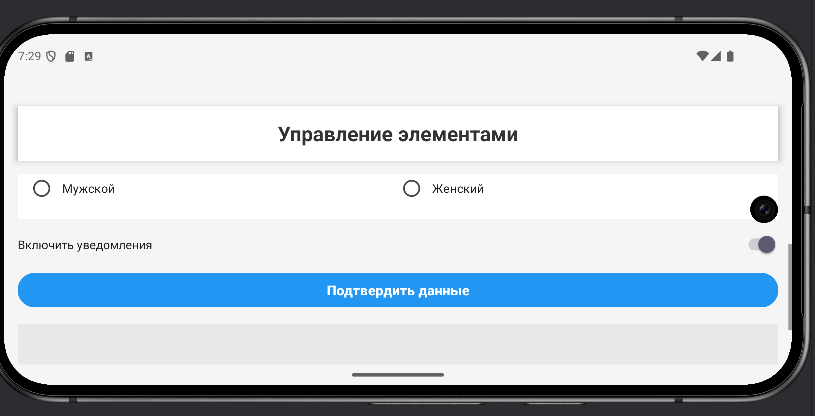 7:29
Управление элементами
Мужской
Женский
Включить уведомления
Подтвердить данные